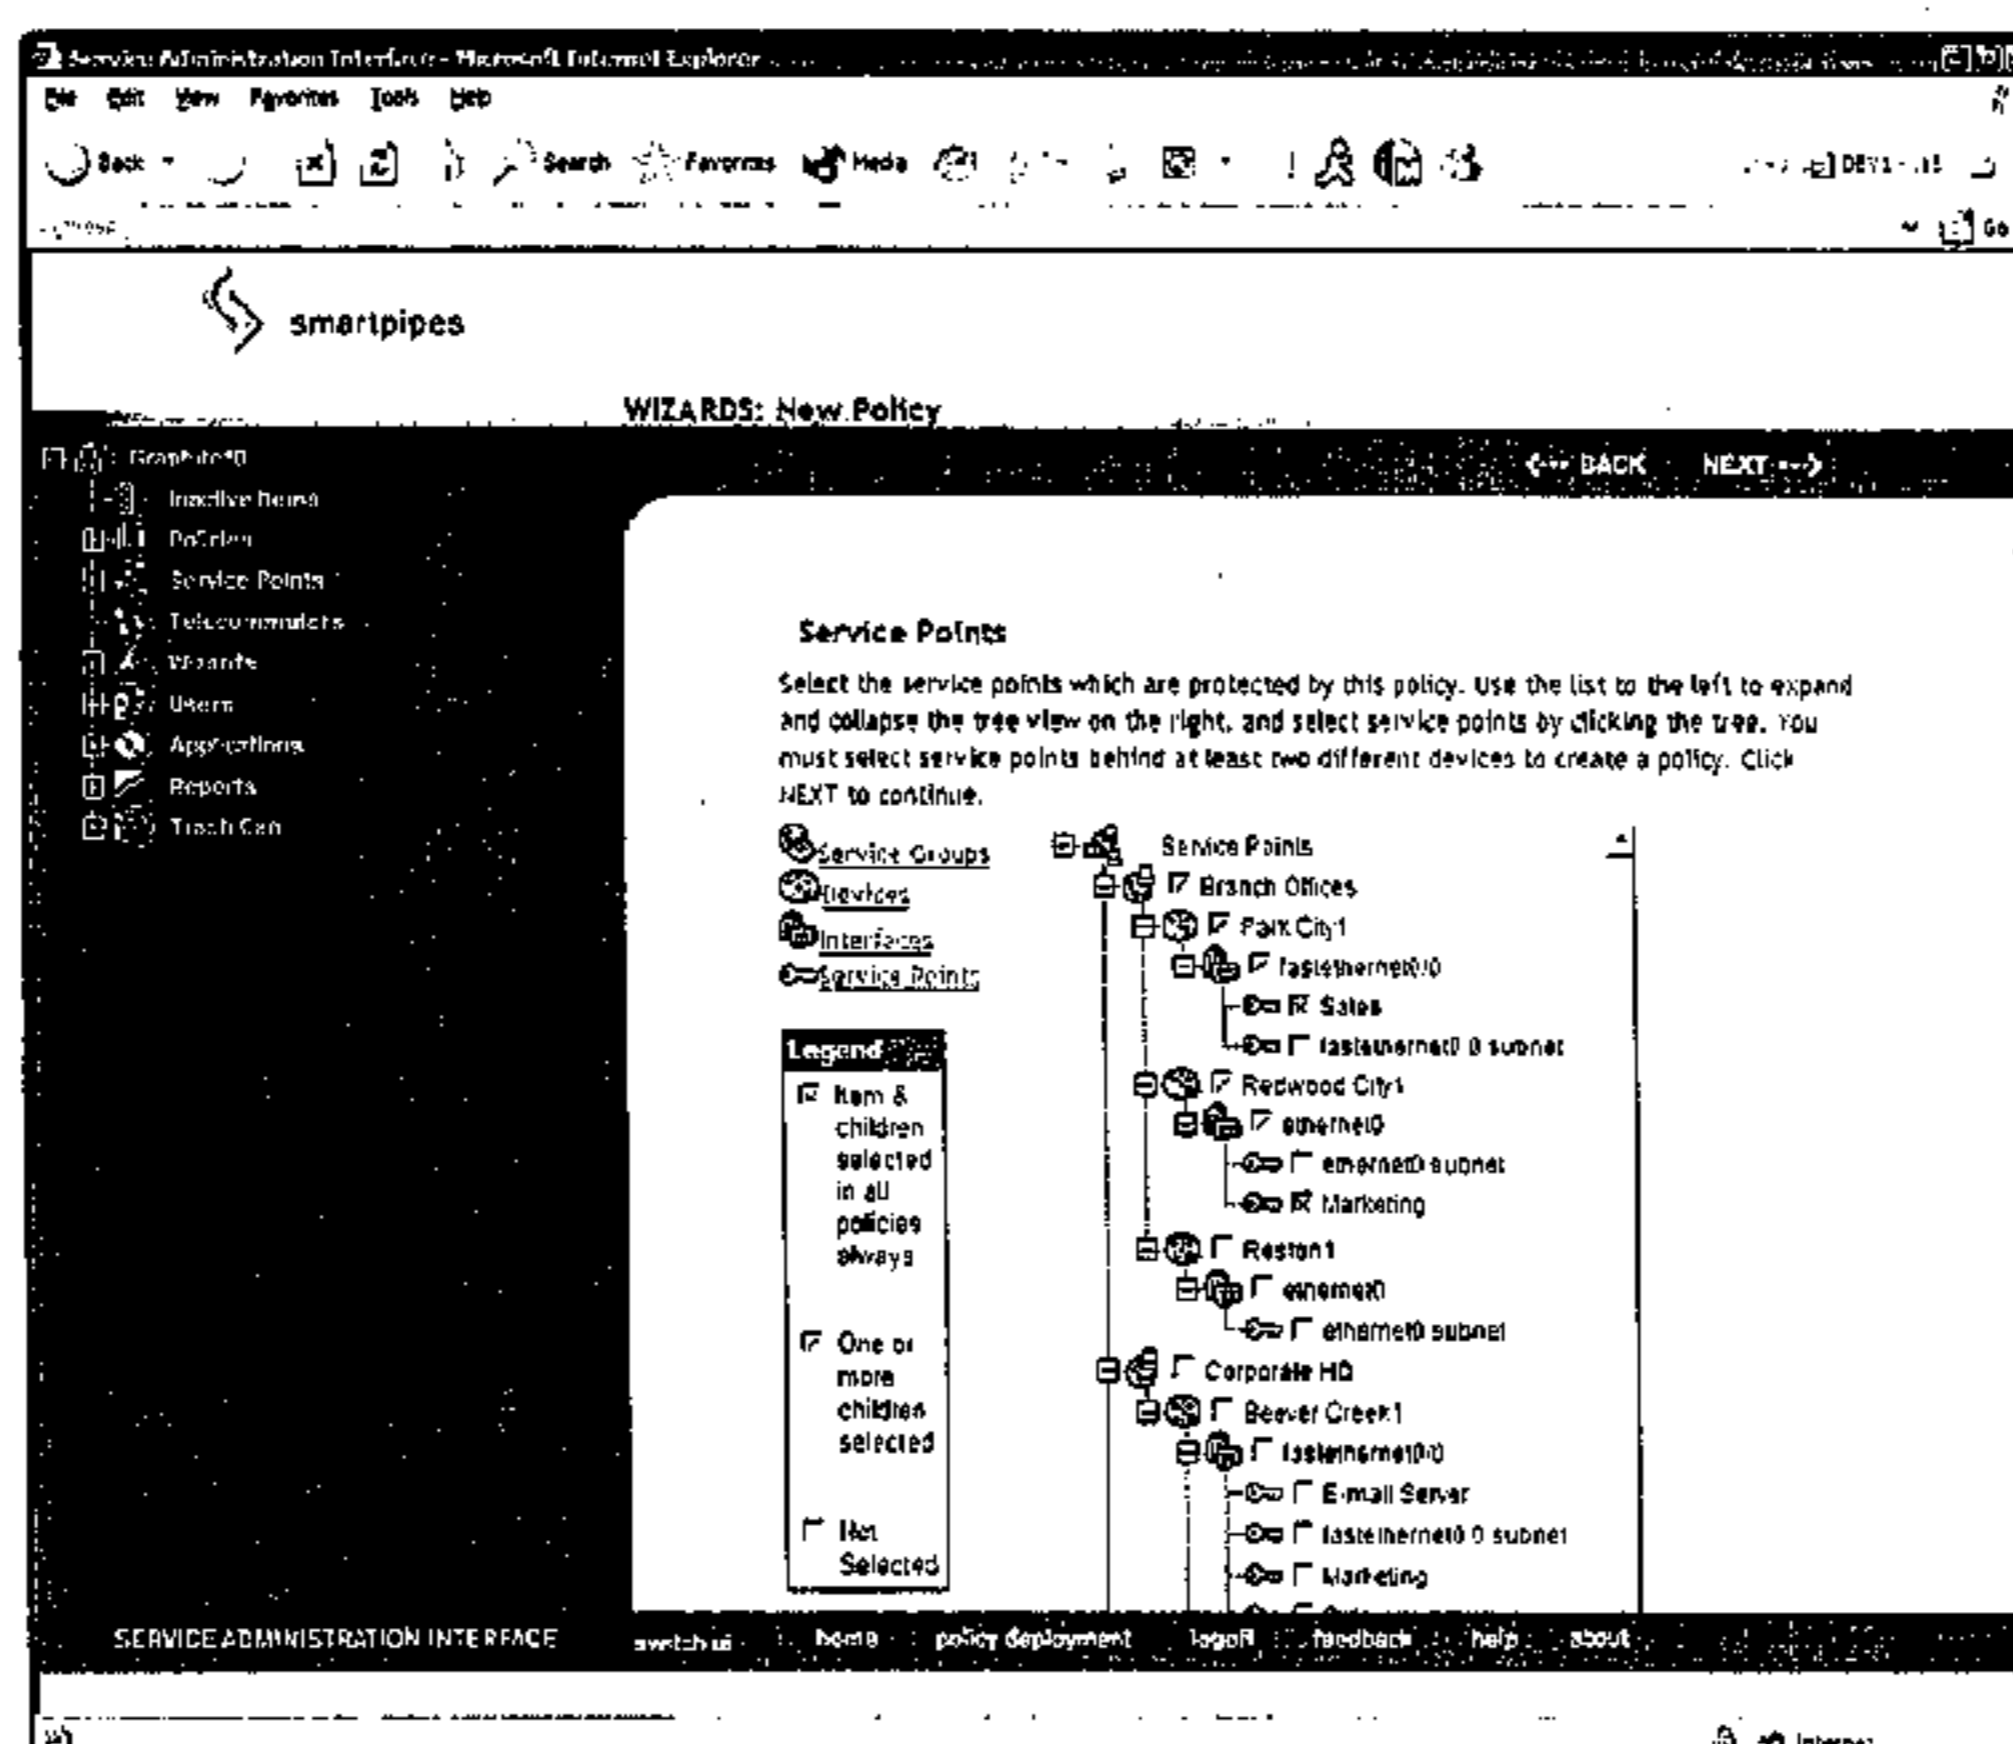 Service Administration Interface - Microsoft Internet Explorer
File Edit View Favorites Tools Help
Back Search Favorites Media
Go
smartpipes
WIZARDS: New Policy
<--- BACK NEXT --->
Inactive Items
Policies
Service Points
Telecommuters
Wizards
Users
Applications
Reports
Trash Can
Service Points
Select the service points which are protected by this policy. Use the list to the left to expand
and collapse the tree view on the right, and select service points by clicking the tree. You
must select service points behind at least two different devices to create a policy. Click
NEXT to continue.
Service Groups
Devices
Interfaces
Service Points
Legend
Item &
children
selected
in all
policies
always
One or
more
children
selected
Not
Selected
Service Points
Branch Offices
Park City1
fastethernet0/0
Sales
fastethernet0 0 subnet
Redwood City1
ethernet0
ethernet0 subnet
Marketing
Reston1
ethernet0
ethernet0 subnet
Corporate HQ
Beaver Creek1
fastethernet0/0
E-mail Server
fastethernet0 0 subnet
Marketing
SERVICE ADMINISTRATION INTERFACE
switch ui home policy deployment logoff feedback help about
Internet